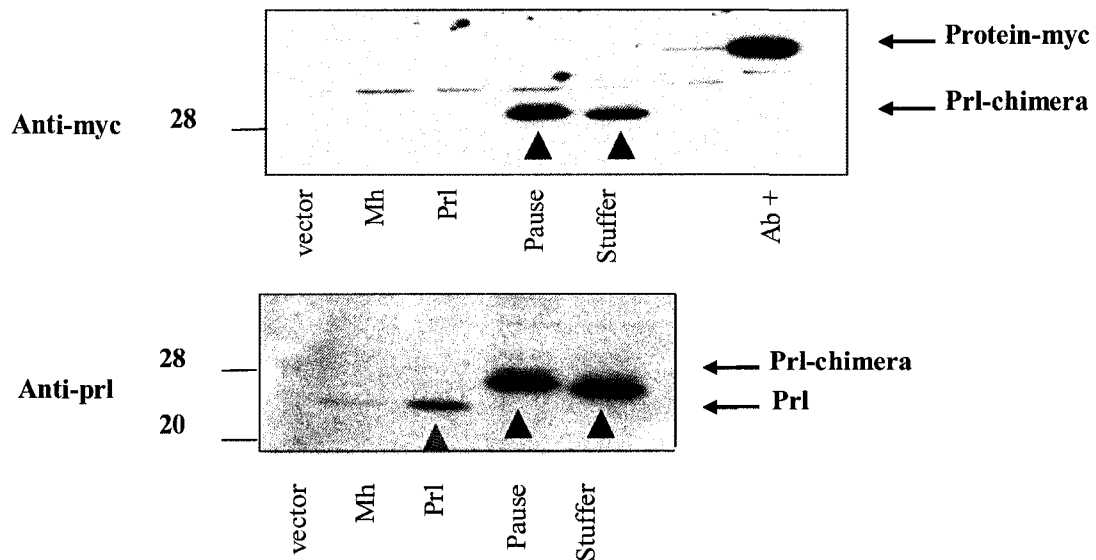 Protein-myc
Prl-chimera
Anti-myc
28
vector
Mh
Prl
Pause
Stuffer
Ab +
28
Prl-chimera
Anti-prl
Prl
20
vector
Mh
Prl
Pause
Stuffer